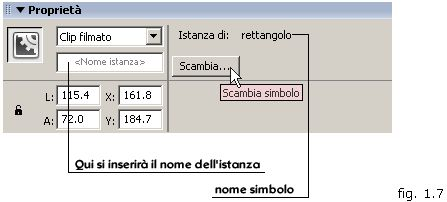 Proprietà
Clip filmato
Istanza di: rettangolo
<Nome istanza>
Scambia...
Scambia simbolo
L: 115.4 X: 161.8
A: 72.0 Y: 184.7
Qui si inserirà il nome dell'istanza
nome simbolo
fig. 1.7